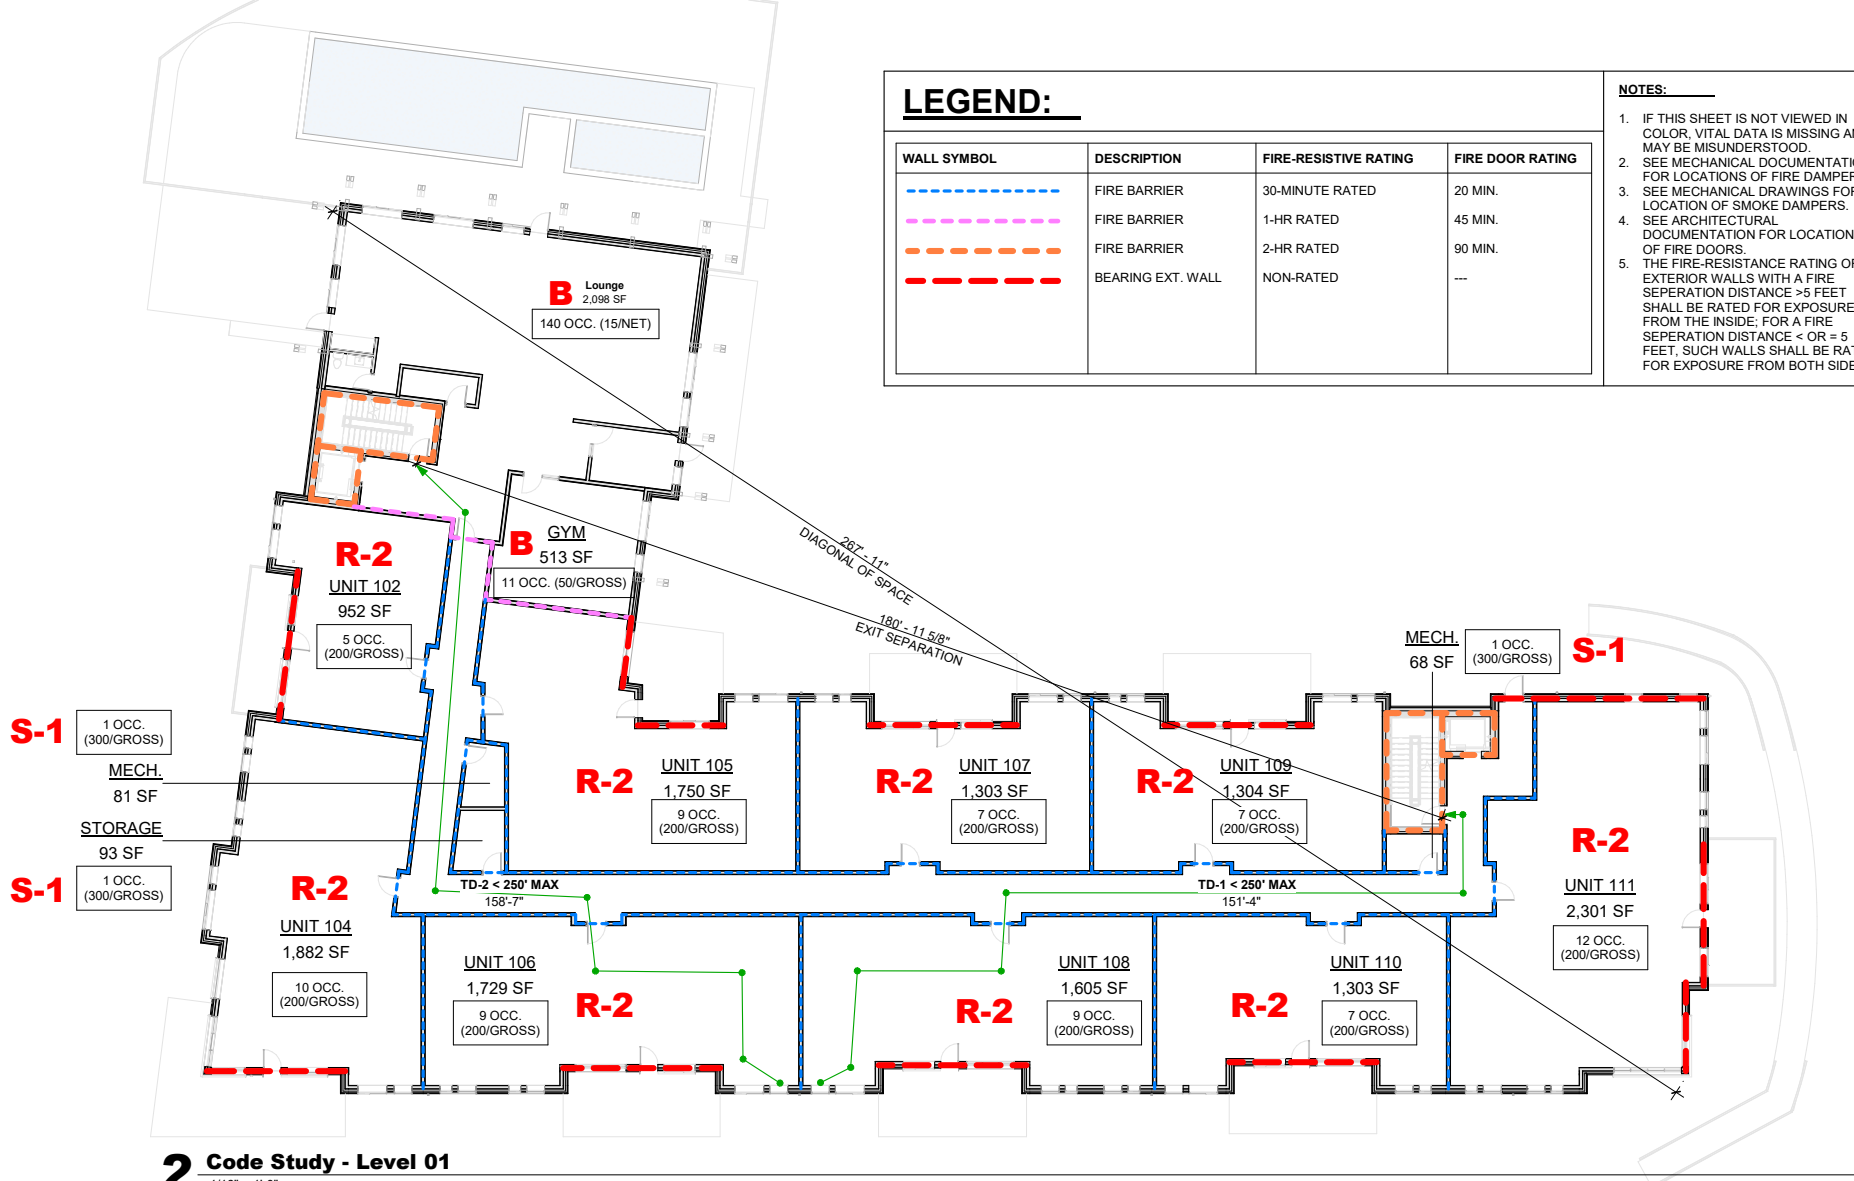 LEGEND:
WALL SYMBOL DESCRIPTION FIRE-RESISTIVE RATING FIRE DOOR RATING
FIRE BARRIER 30-MINUTE RATED 20 MIN.
FIRE BARRIER 1-HR RATED 45 MIN.
FIRE BARRIER 2-HR RATED 90 MIN.
BEARING EXT. WALL NON-RATED ---
NOTES:
1. IF THIS SHEET IS NOT VIEWED IN
COLOR, VITAL DATA IS MISSING
MAY BE MISUNDERSTOOD.
2. SEE MECHANICAL
FOR LOCATIONS OF FIRE
3. SEE MECHANICAL DRAWINGS FOR
LOCATION OF SMOKE DAMPERS.
4. SEE ARCHITECTURAL
DOCUMENTATION FOR LOCATION
OF FIRE DOORS.
5. THE FIRE-RESISTANCE RATING OF
EXTERIOR WALLS WITH A FIRE
SEPERATION DISTANCE >5 FEET
SHALL BE RATED FOR EXPOSURE
FROM THE INSIDE; FOR A FIRE
SEPERATION DISTANCE < OR = 5
FEET, SUCH WALLS SHALL BE
FOR EXPOSURE FROM BOTH
B Lounge
2,098 SF
140 OCC. (15/NET)
B GYM
513 SF
11 OCC. (50/GROSS)
267' - 11"
DIAGONAL OF SPACE
180' - 11 5/8"
EXIT SEPARATION
R-2
UNIT 102
952 SF
5 OCC.
(200/GROSS)
MECH.
68 SF
1 OCC.
(300/GROSS)
S-1
S-1
1 OCC.
(300/GROSS)
MECH.
81 SF
STORAGE
93 SF
S-1
1 OCC.
(300/GROSS)
R-2
UNIT 105
1,750 SF
9 OCC.
(200/GROSS)
R-2
UNIT 107
1,303 SF
7 OCC.
(200/GROSS)
R-2
UNIT 109
1,304 SF
7 OCC.
(200/GROSS)
R-2
UNIT 111
2,301 SF
12 OCC.
(200/GROSS)
TD-2 < 250' MAX
158'-7"
TD-1 < 250' MAX
151'-4"
R-2
UNIT 104
1,882 SF
10 OCC.
(200/GROSS)
UNIT 106
1,729 SF
9 OCC.
(200/GROSS)
R-2
UNIT 108
1,605 SF
9 OCC.
(200/GROSS)
R-2
UNIT 110
1,303 SF
7 OCC.
(200/GROSS)
R-2
2 Code Study - Level 01